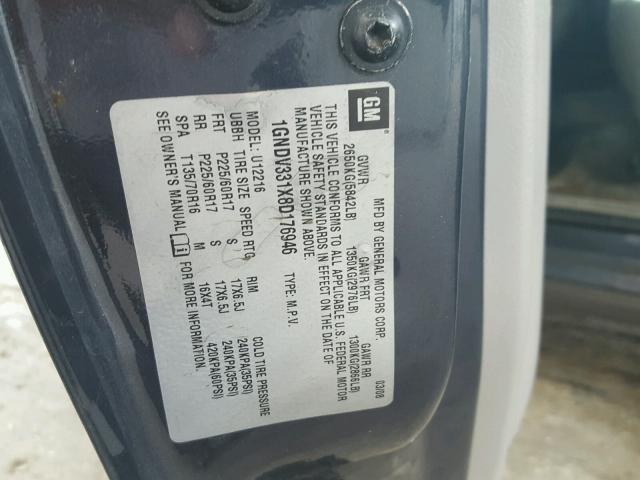 GM
MFD BY GENERAL MOTORS CORP. 03/08
GVWR GAWR FRT GAWR RR
2650KG(5842LB) 1350KG(2976LB) 1300KG(2866LB)
THIS VEHICLE CONFORMS TO ALL APPLICABLE U.S. FEDERAL MOTOR
VEHICLE SAFETY STANDARDS IN EFFECT ON THE DATE OF
MANUFACTURE SHOWN ABOVE.
1GNDV331X8D176946 TYPE: M.P.V.
MODEL: U12216
UBBH TIRE SIZE SPEED RTG RIM COLD TIRE PRESSURE
FRT P225/60R17 S 17X6.5J 240KPA(35PSI)
RR P225/60R17 S 17X6.5J 240KPA(35PSI)
SPA T135/70R16 M 16X4T 420KPA(60PSI)
SEE OWNER'S MANUAL FOR MORE INFORMATION.